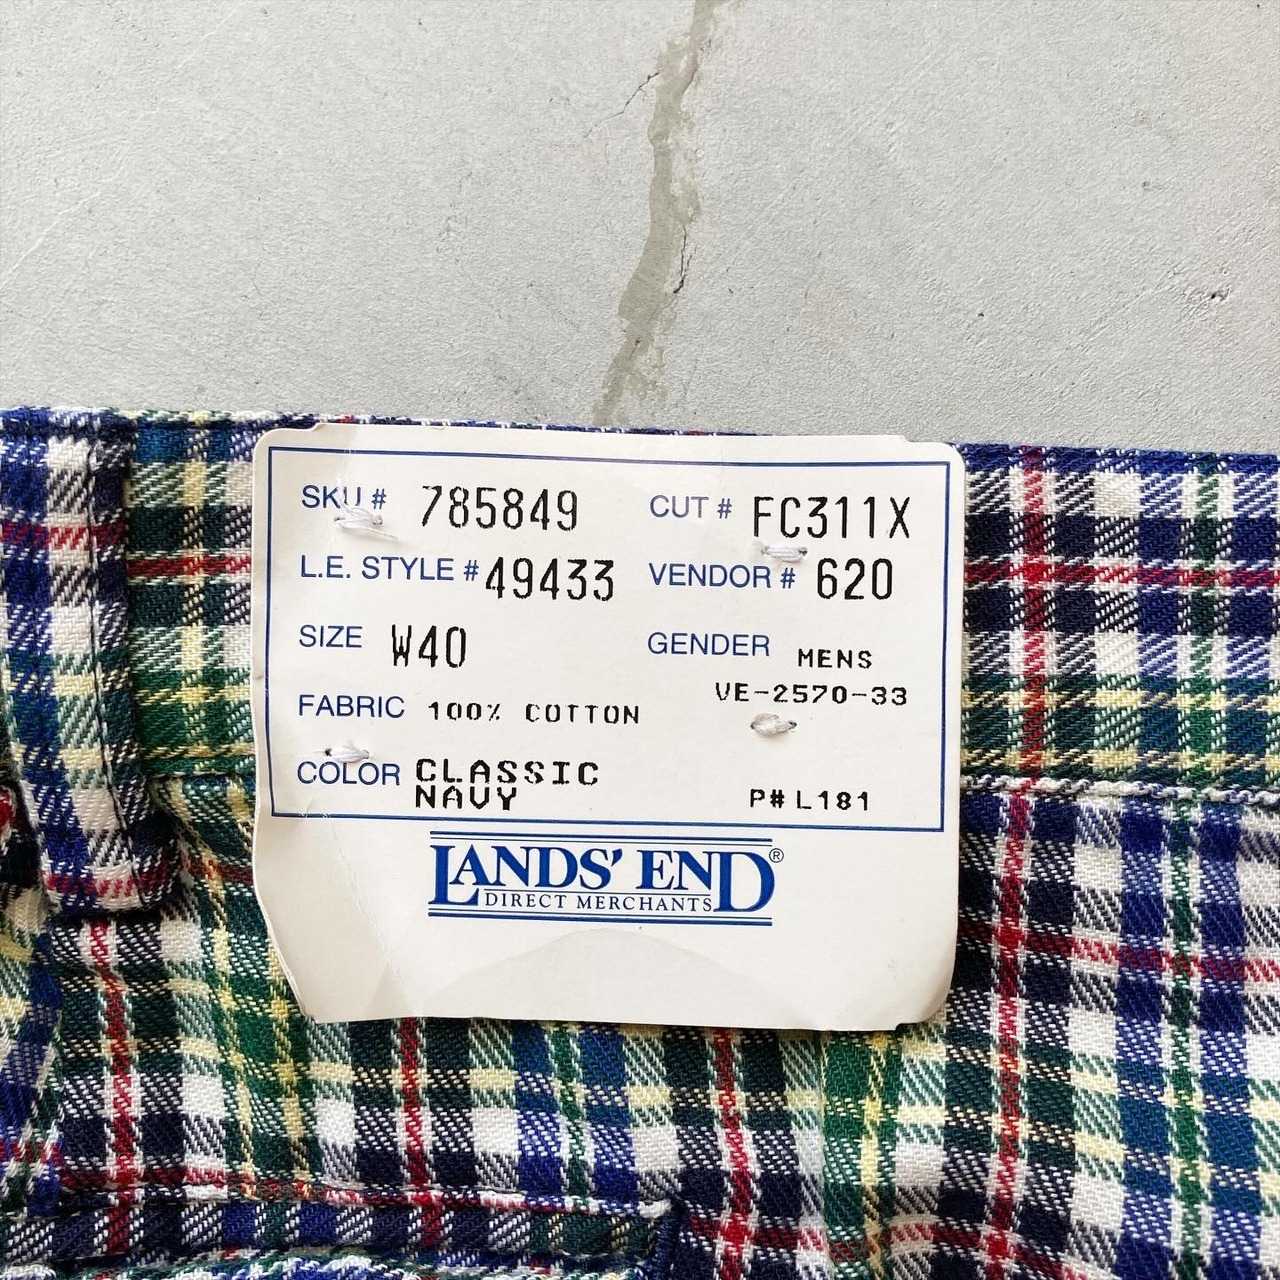 SKU # 785849 CUT # FC311X
L.E. STYLE # 49433 VENDOR # 620
SIZE W40 GENDER MENS
VE-2570-33
FABRIC 100% COTTON
COLOR CLASSIC
NAVY P# L181
LANDS' END®
DIRECT MERCHANTS